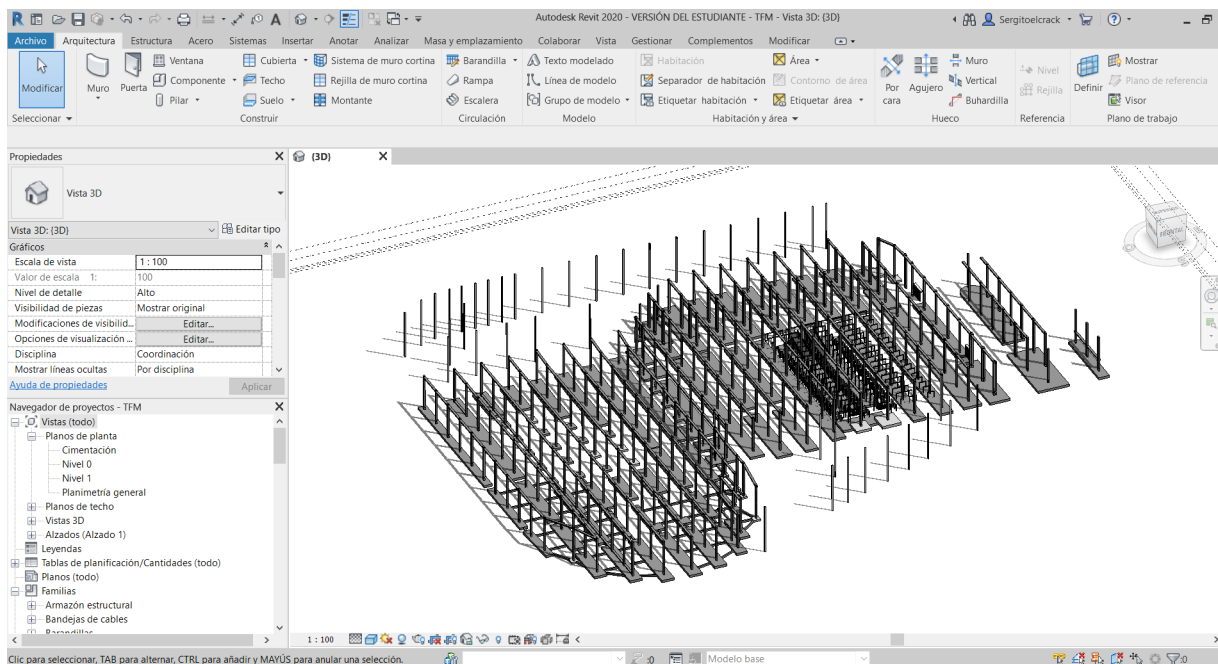 Autodesk Revit 2020 - VERSIÓN DEL ESTUDIANTE - TFM - Vista 3D: {3D}
Sergitoelcrack
Archivo Arquitectura Estructura Acero Sistemas Insertar Anotar Analizar Masa y emplazamiento Colaborar Vista Gestionar Complementos Modificar
Modificar
Seleccionar
Muro
Puerta
Ventana
Componente
Pilar
Cubierta
Techo
Suelo
Sistema de muro cortina
Rejilla de muro cortina
Montante
Construir
Barandilla
Rampa
Escalera
Circulación
Texto modelado
Línea de modelo
Grupo de modelo
Modelo
Habitación
Separador de habitación
Etiquetar habitación
Área
Contorno de área
Etiquetar área
Habitación y área
Por cara
Agujero
Muro
Vertical
Buhardilla
Hueco
Nivel
Rejilla
Referencia
Definir
Mostrar
Plano de referencia
Visor
Plano de trabajo
Propiedades
{3D}
Vista 3D
Vista 3D: {3D}
Editar tipo
Gráficos
Escala de vista 1 : 100
Valor de escala 1: 100
Nivel de detalle Alto
Visibilidad de piezas Mostrar original
Modificaciones de visibilid... Editar...
Opciones de visualización ... Editar...
Disciplina Coordinación
Mostrar líneas ocultas Por disciplina
Ayuda de propiedades Aplicar
Navegador de proyectos - TFM
Vistas (todo)
Planos de planta
Cimentación
Nivel 0
Nivel 1
Planimetría general
Planos de techo
Vistas 3D
Alzados (Alzado 1)
Leyendas
Tablas de planificación/Cantidades (todo)
Planos (todo)
Familias
Armazón estructural
Bandejas de cables
Barandillas
1 : 100
Clic para seleccionar, TAB para alternar, CTRL para añadir y MAYÚS para anular una selección.
:0
Modelo base
:0